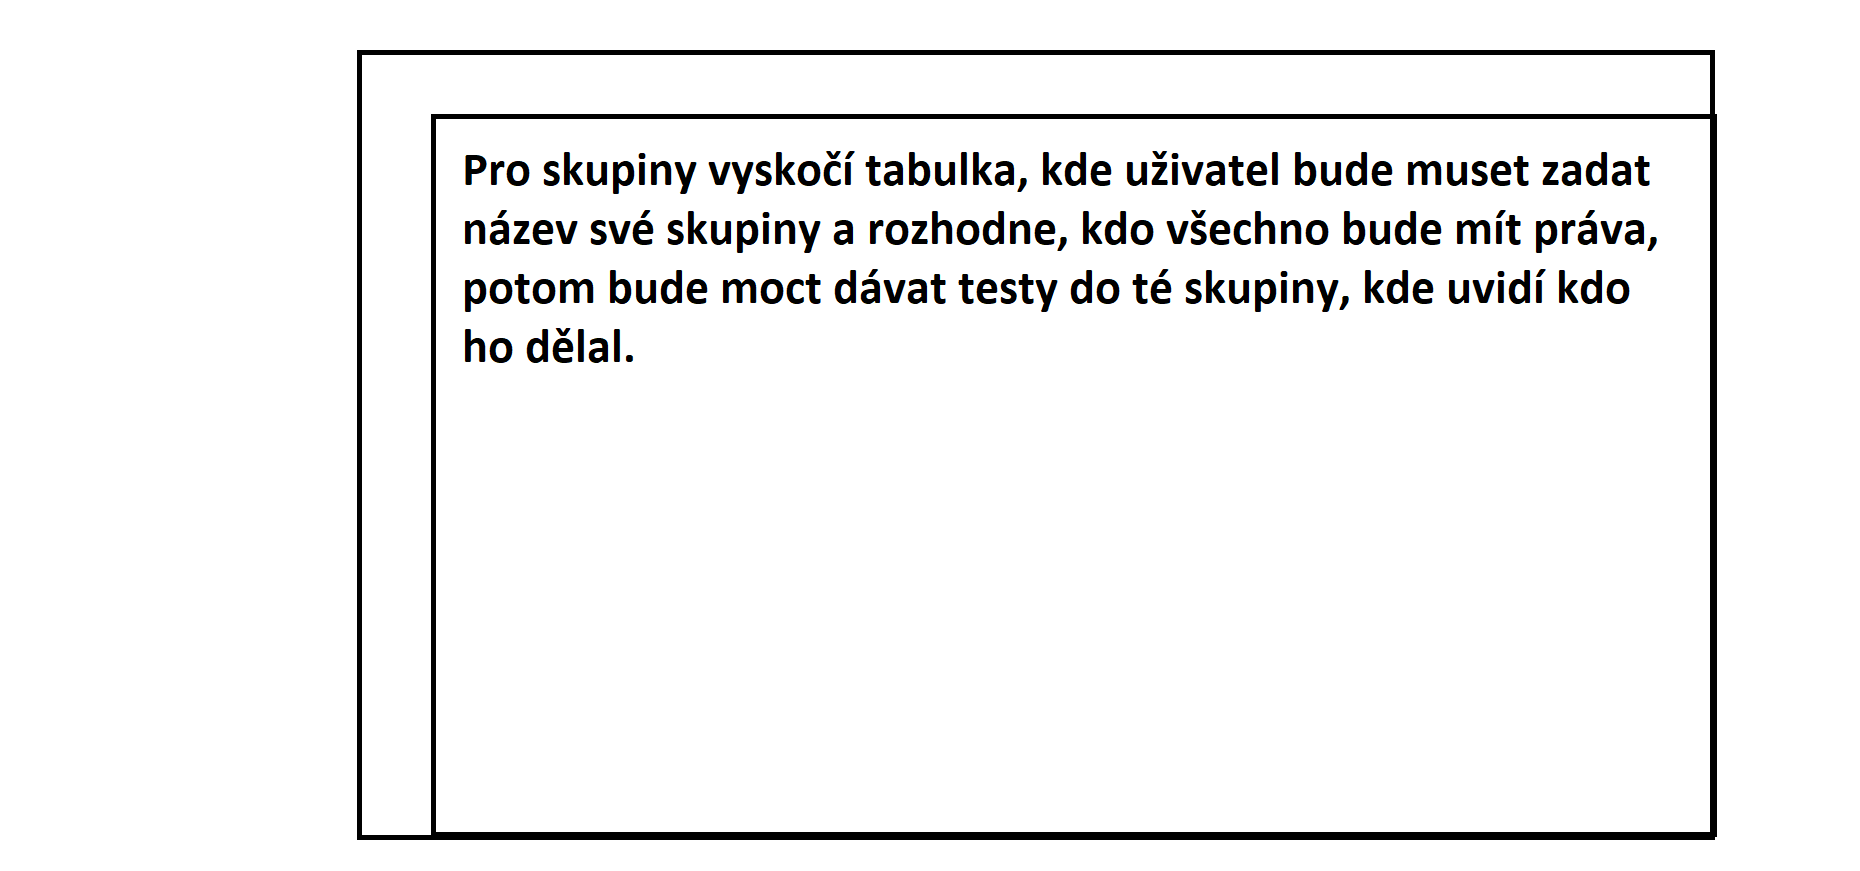 Pro skupiny vyskočí tabulka, kde uživatel bude muset zadat
název své skupiny a rozhodne, kdo všechno bude mít práva,
potom bude moct dávat testy do té skupiny, kde uvidí kdo
ho dělal.